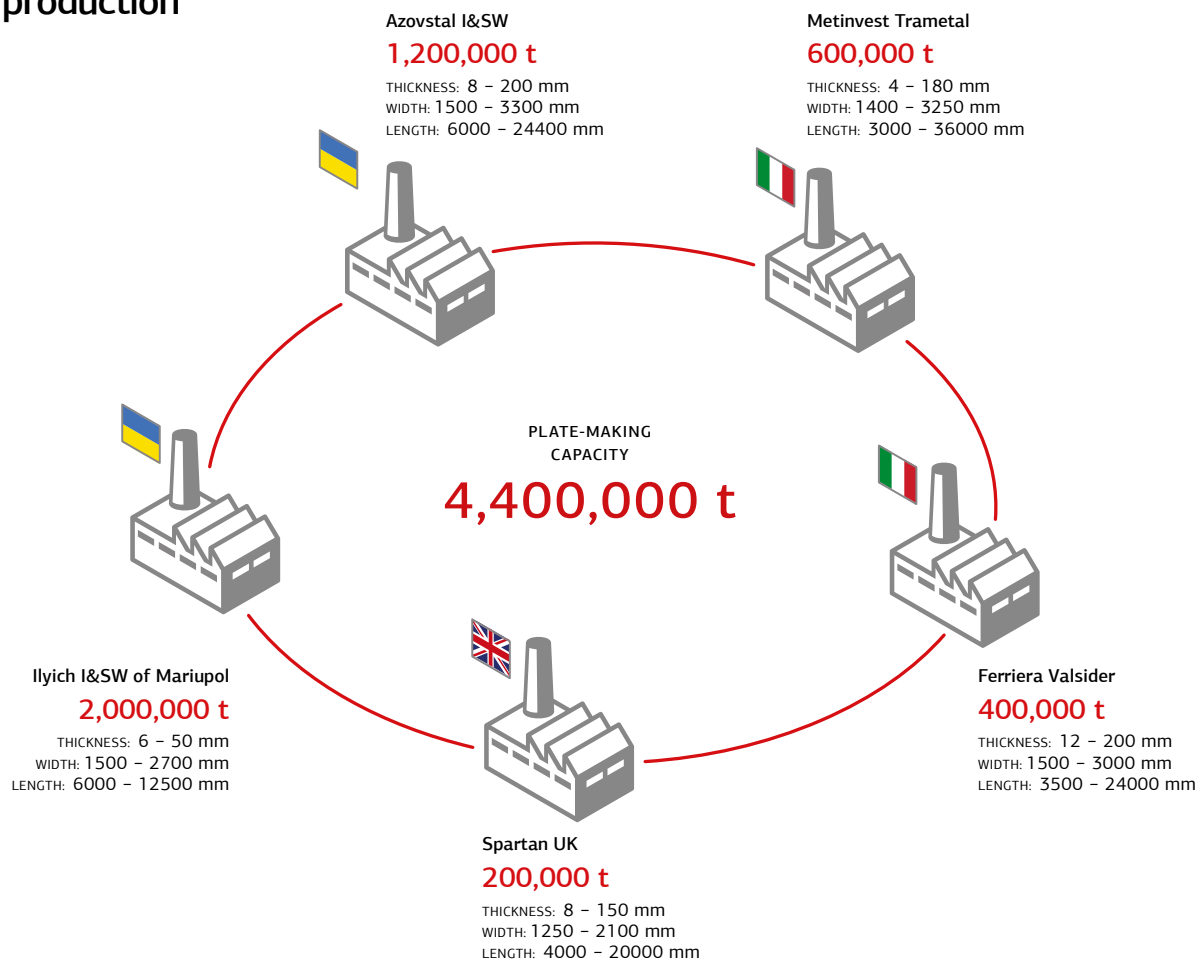 production
Azovstal I&SW
1,200,000 t
THICKNESS: 8 – 200 mm
WIDTH: 1500 – 3300 mm
LENGTH: 6000 – 24400 mm
Metinvest Trametal
600,000 t
THICKNESS: 4 – 180 mm
WIDTH: 1400 – 3250 mm
LENGTH: 3000 – 36000 mm
PLATE-MAKING
CAPACITY
4,400,000 t
Ilyich I&SW of Mariupol
2,000,000 t
THICKNESS: 6 – 50 mm
WIDTH: 1500 – 2700 mm
LENGTH: 6000 – 12500 mm
Ferriera Valsider
400,000 t
THICKNESS: 12 – 200 mm
WIDTH: 1500 – 3000 mm
LENGTH: 3500 – 24000 mm
Spartan UK
200,000 t
THICKNESS: 8 – 150 mm
WIDTH: 1250 – 2100 mm
LENGTH: 4000 – 20000 mm